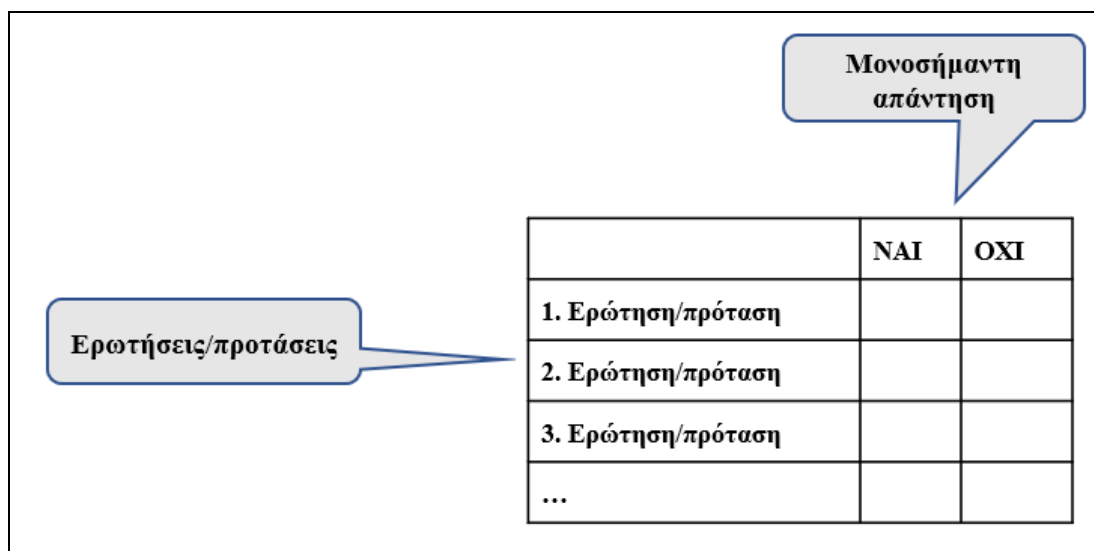 Μονοσήμαντη
απάντηση
ΝΑΙ ΟΧΙ
1. Ερώτηση/πρόταση
Ερωτήσεις/προτάσεις
2. Ερώτηση/πρόταση
3. Ερώτηση/πρόταση
…